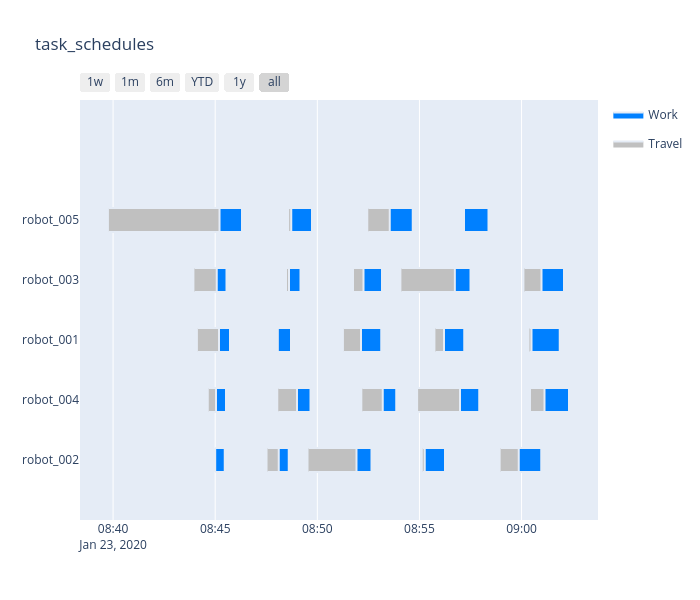 task_schedules
1w 1m 6m YTD 1y all
Work
Travel
robot_005
robot_003
robot_001
robot_004
robot_002
08:40 08:45 08:50 08:55 09:00
Jan 23, 2020